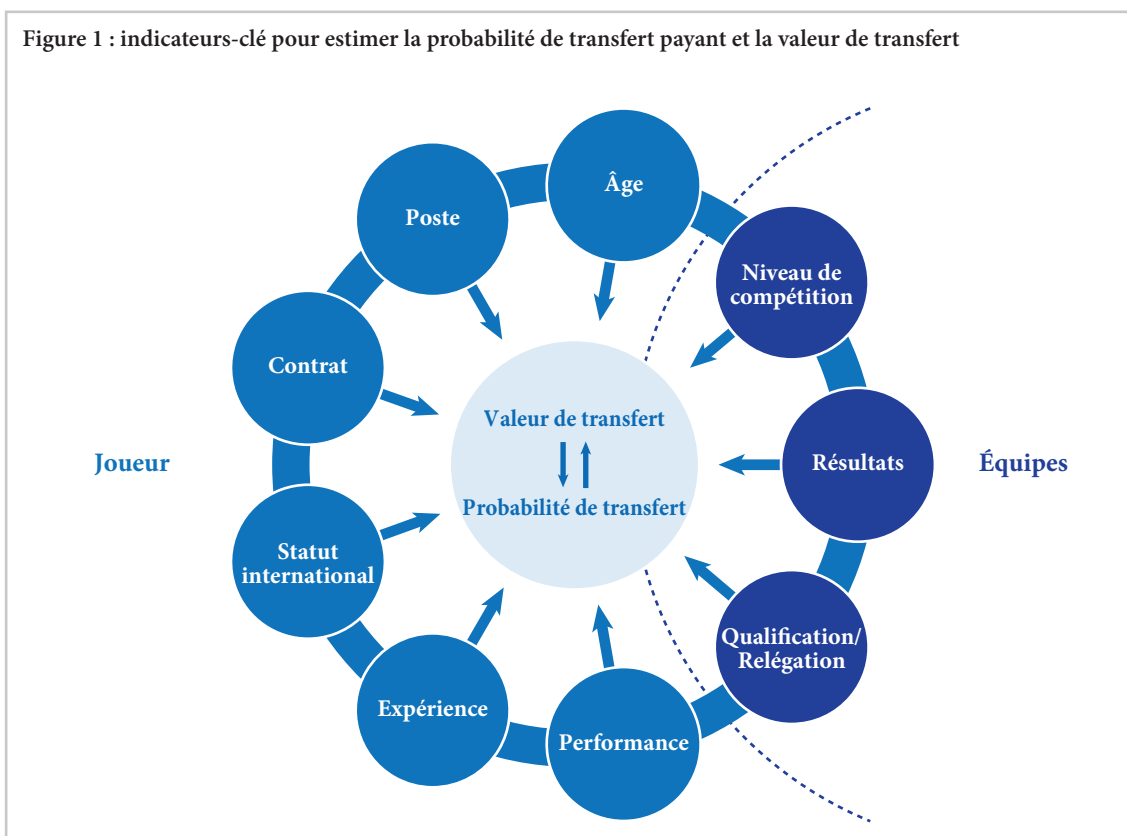 Figure 1 : indicateurs-clé pour estimer la probabilité de transfert payant et la valeur de transfert
Âge
Poste
Niveau de
compétition
Contrat
Valeur de transfert
Joueur
Résultats
Équipes
Probabilité de transfert
Statut
international
Qualification/
Relégation
Expérience
Performance